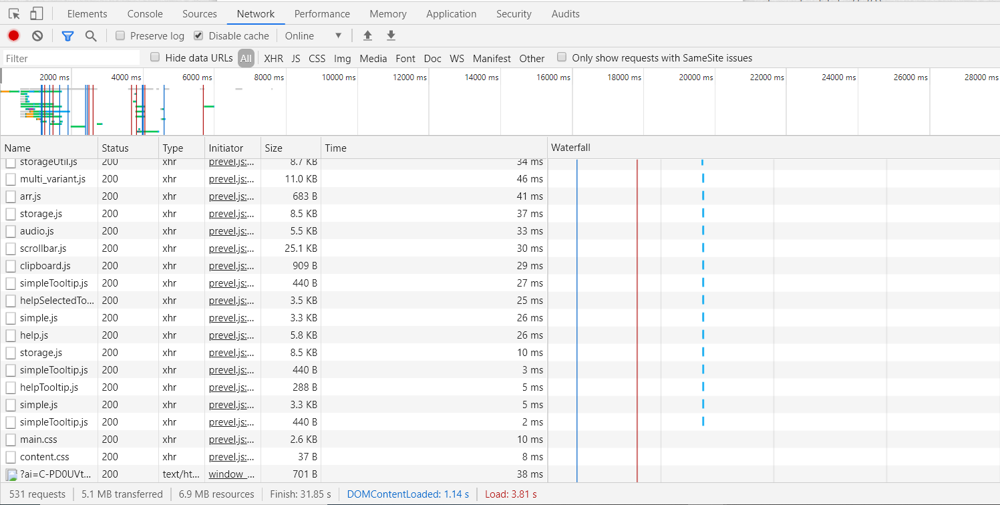 Elements Console Sources Network Performance Memory Application Security Audits
Preserve log Disable cache Online
Filter Hide data URLs All XHR JS CSS Img Media Font Doc WS Manifest Other Only show requests with SameSite issues
2000 ms 4000 ms 6000 ms 8000 ms 10000 ms 12000 ms 14000 ms 16000 ms 18000 ms 20000 ms 22000 ms 24000 ms 26000 ms 28000 ms
Name Status Type Initiator Size Time Waterfall
storageUtil.js 200 xhr prevel.js:... 8.7 KB 34 ms
multi_variant.js 200 xhr prevel.js:... 11.0 KB 46 ms
arr.js 200 xhr prevel.js:... 683 B 41 ms
storage.js 200 xhr prevel.js:... 8.5 KB 37 ms
audio.js 200 xhr prevel.js:... 5.5 KB 33 ms
scrollbar.js 200 xhr prevel.js:... 25.1 KB 30 ms
clipboard.js 200 xhr prevel.js:... 909 B 29 ms
simpleTooltip.js 200 xhr prevel.js:... 440 B 27 ms
helpSelectedTo... 200 xhr prevel.js:... 3.5 KB 25 ms
simple.js 200 xhr prevel.js:... 3.3 KB 26 ms
help.js 200 xhr prevel.js:... 5.8 KB 26 ms
storage.js 200 xhr prevel.js:... 8.5 KB 10 ms
simpleTooltip.js 200 xhr prevel.js:... 440 B 3 ms
helpTooltip.js 200 xhr prevel.js:... 288 B 5 ms
simple.js 200 xhr prevel.js:... 3.3 KB 5 ms
simpleTooltip.js 200 xhr prevel.js:... 440 B 2 ms
main.css 200 xhr prevel.js:... 2.6 KB 10 ms
content.css 200 xhr prevel.js:... 37 B 8 ms
?ai=C-PD0UVt... 200 text/ht... window_... 701 B 38 ms
531 requests 5.1 MB transferred 6.9 MB resources Finish: 31.85 s DOMContentLoaded: 1.14 s Load: 3.81 s